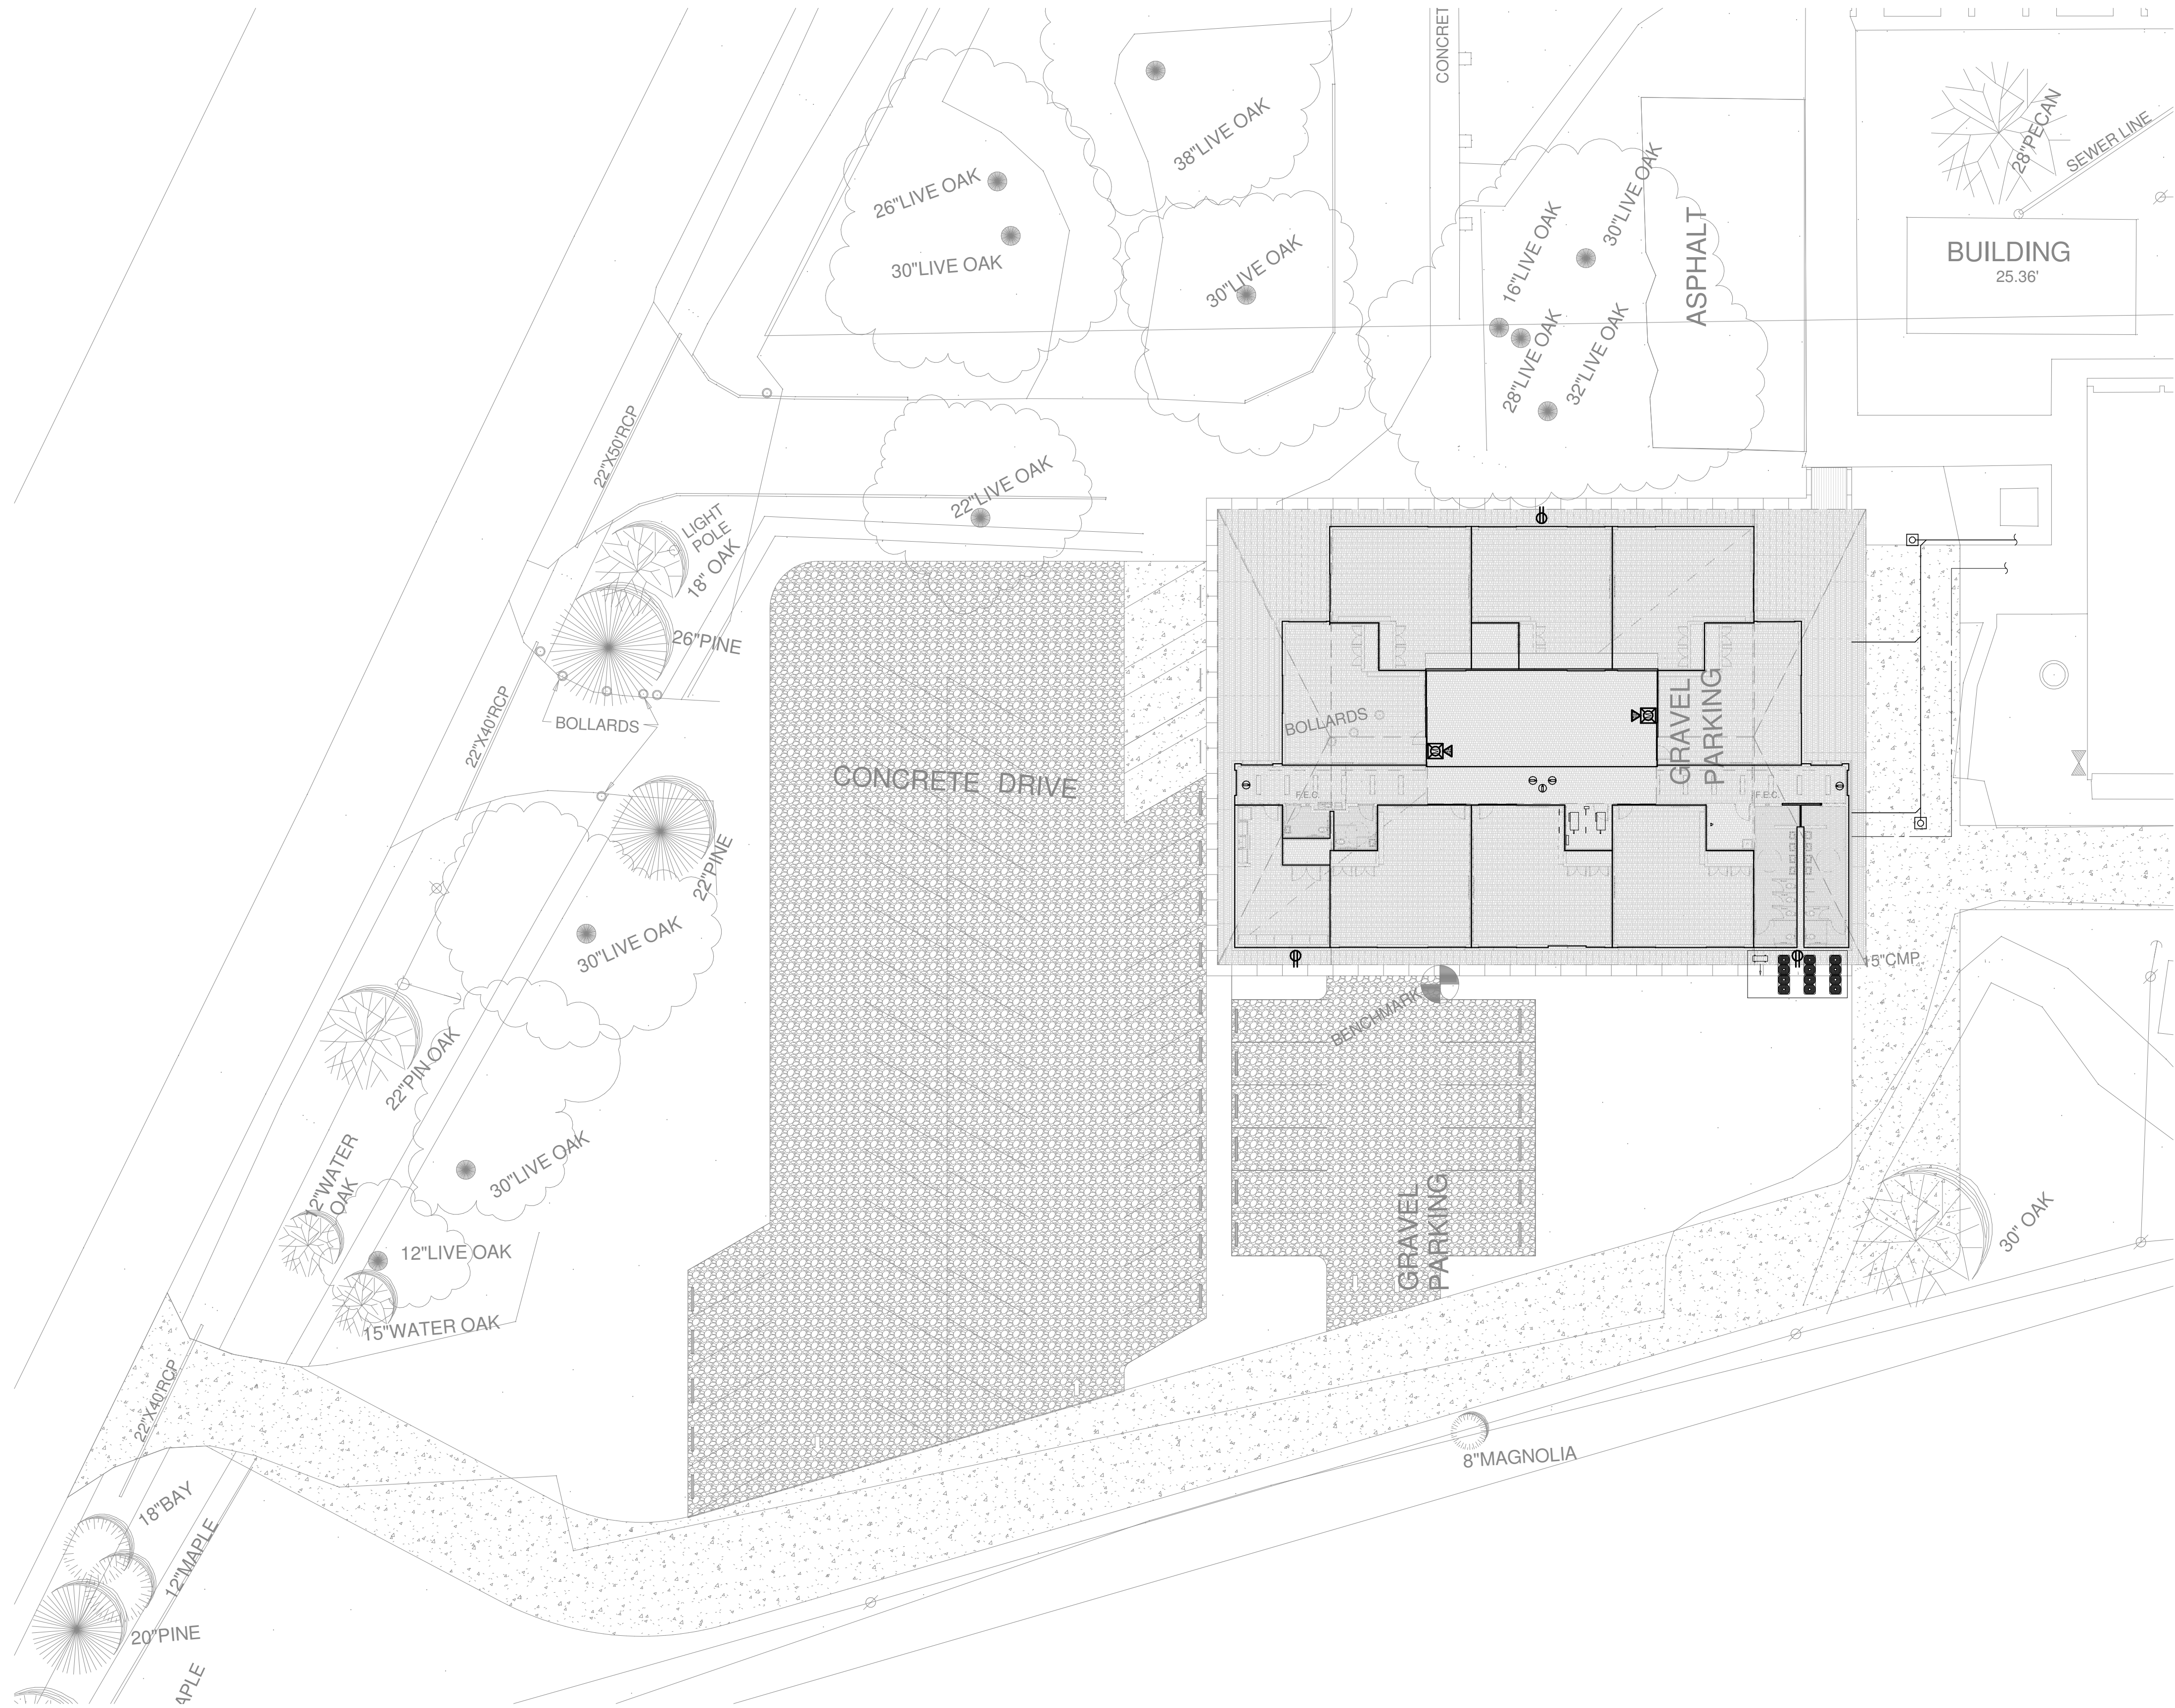 CONCRET
38"LIVE OAK
28"PECAN
SEWER LINE
26"LIVE OAK
30"LIVE OAK
30"LIVE OAK
16"LIVE OAK
30"LIVE OAK
28"LIVE OAK
32"LIVE OAK
ASPHALT
BUILDING
25.36'
22"X50'RCP
22"LIVE OAK
LIGHT
POLE
18" OAK
26"PINE
22"X40'RCP
BOLLARDS
BOLLARDS
GRAVEL
PARKING
CONCRETE DRIVE
F.E.C.
F.E.C.
22"PINE
30"LIVE OAK
15"CMP
BENCHMARK
22"PIN OAK
30"LIVE OAK
12"WATER
OAK
GRAVEL
PARKING
12"LIVE OAK
30" OAK
15"WATER OAK
22"X40'RCP
8"MAGNOLIA
18"BAY
12"MAPLE
20"PINE
APLE